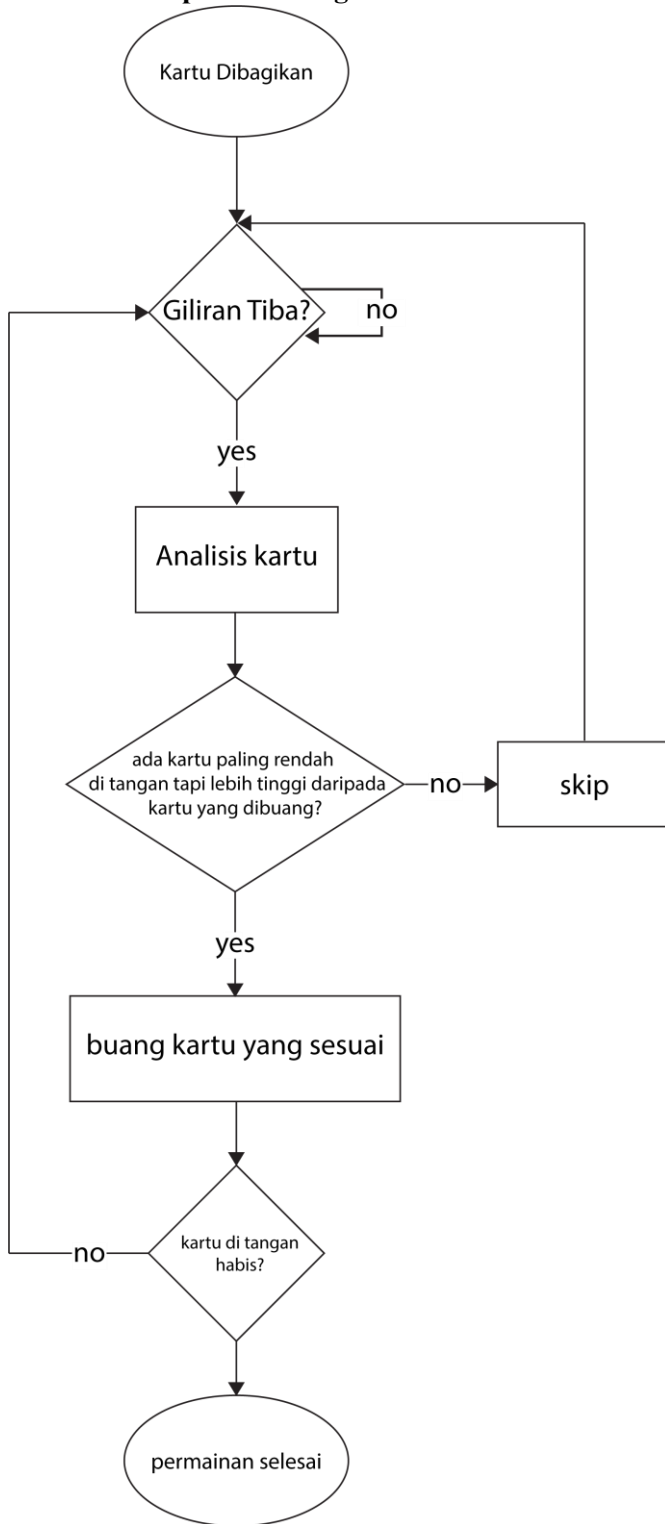 Kartu Dibagikan
Giliran Tiba?
no
yes
Analisis kartu
ada kartu paling rendah
di tangan tapi lebih tinggi daripada
kartu yang dibuang?
no
skip
yes
buang kartu yang sesuai
kartu di tangan
habis?
no
permainan selesai